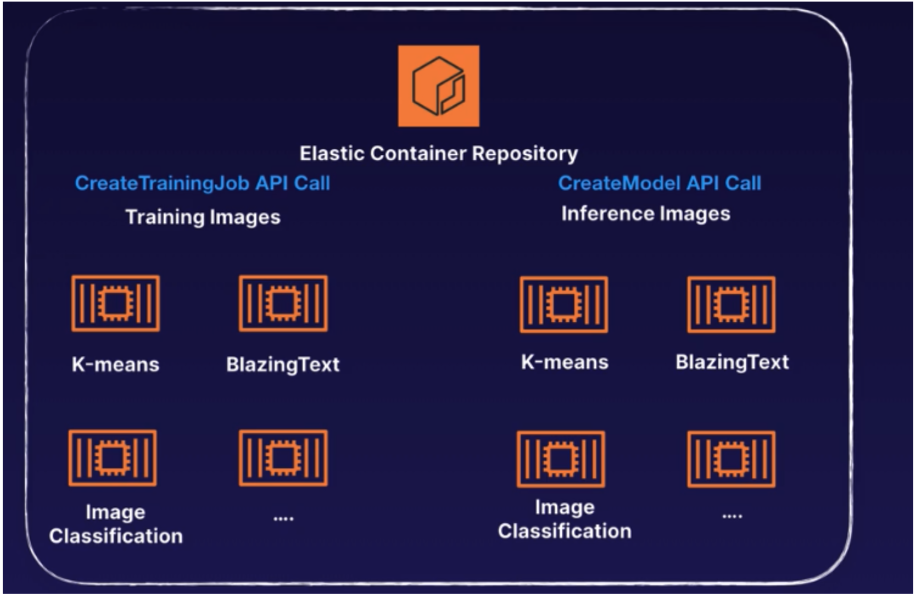 Elastic Container Repository
CreateTrainingJob API Call
Training Images
K-means
BlazingText
Image
Classification
....
CreateModel API Call
Inference Images
K-means
BlazingText
Image
Classification
....